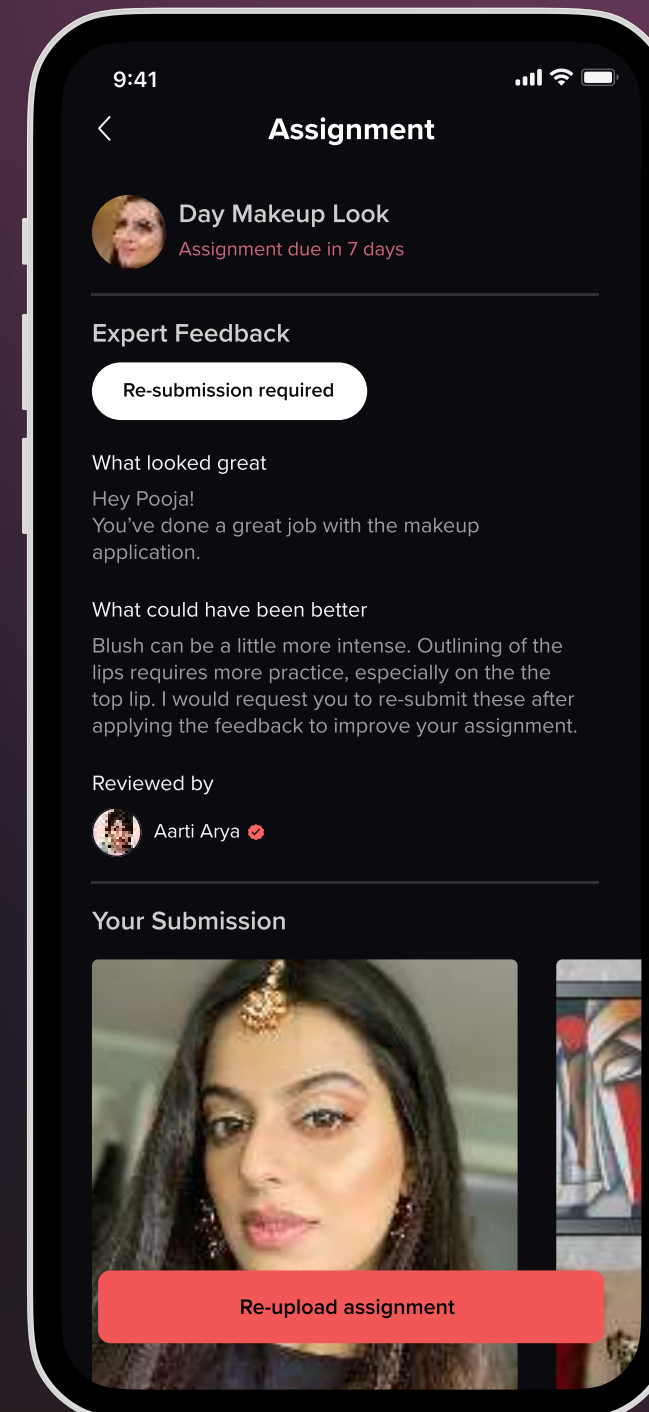 9:41
Assignment
Day Makeup Look
Assignment due in 7 days
Expert Feedback
Re-submission required
What looked great
Hey Pooja!
You’ve done a great job with the makeup
application.
What could have been better
Blush can be a little more intense. Outlining of the
lips requires more practice, especially on the the
top lip. I would request you to re-submit these after
applying the feedback to improve your assignment.
Reviewed by
Aarti Arya
Your Submission
Re-upload assignment